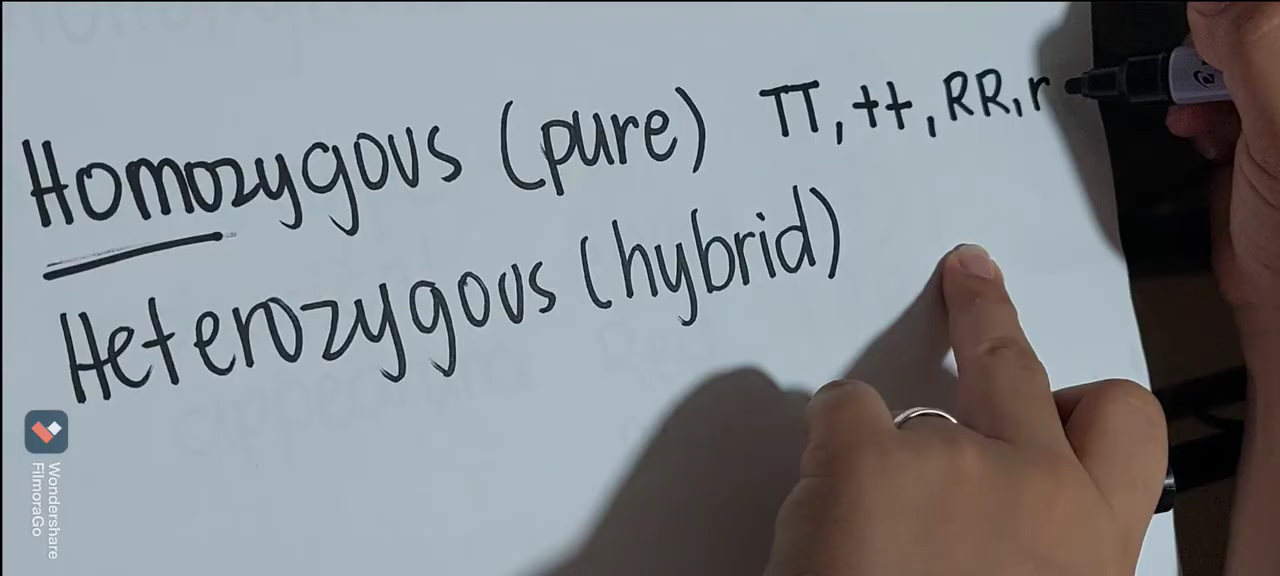 Homozygous (pure) TT, tt, RR, r
Heterozygous (hybrid)
Wondershare
FilmoraGo